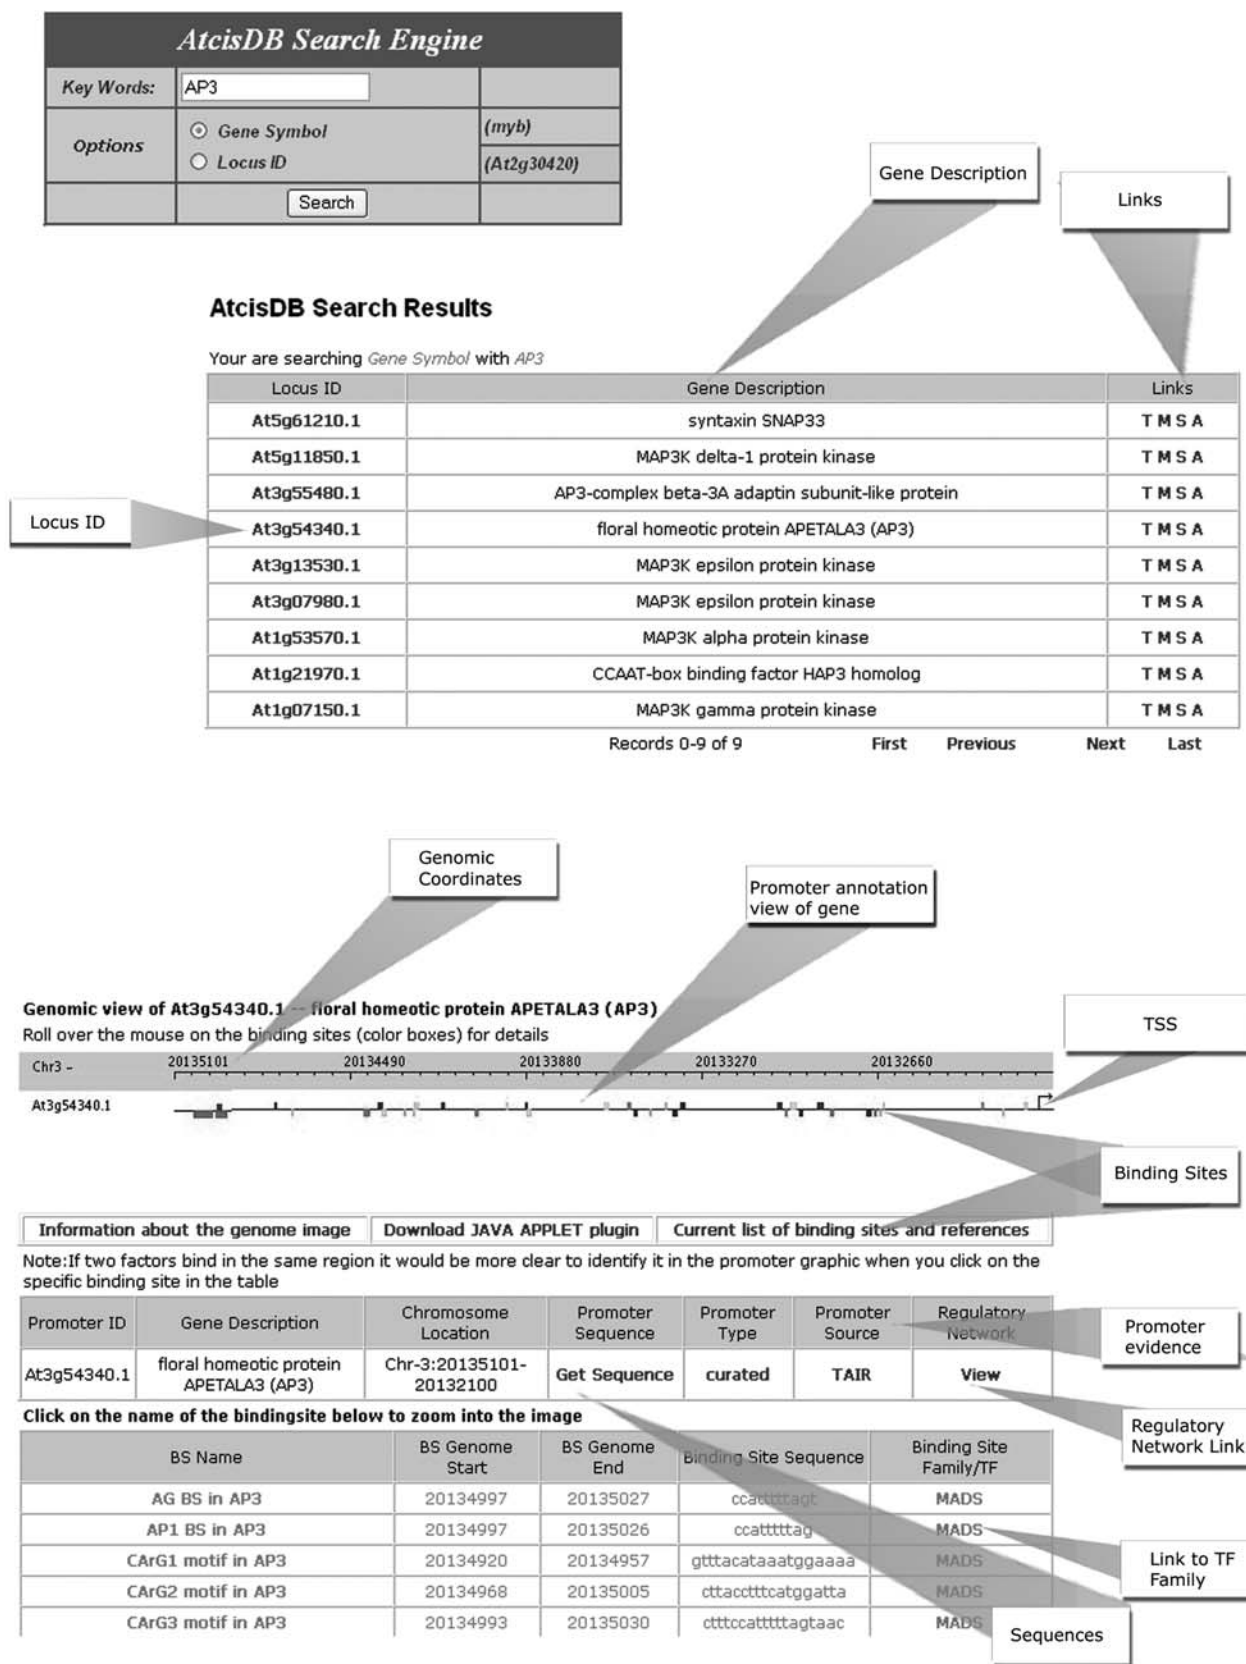 AtcisDB Search Engine
Key Words: AP3
Options
Gene Symbol (myb)
Locus ID (At2g30420)
Search
Gene Description
Links
AtcisDB Search Results
Your are searching Gene Symbol with AP3
Locus ID Gene Description Links
At5g61210.1 syntaxin SNAP33 T M S A
At5g11850.1 MAP3K delta-1 protein kinase T M S A
At3g55480.1 AP3-complex beta-3A adaptin subunit-like protein T M S A
Locus ID
At3g54340.1 floral homeotic protein APETALA3 (AP3) T M S A
At3g13530.1 MAP3K epsilon protein kinase T M S A
At3g07980.1 MAP3K epsilon protein kinase T M S A
At1g53570.1 MAP3K alpha protein kinase T M S A
At1g21970.1 CCAAT-box binding factor HAP3 homolog T M S A
At1g07150.1 MAP3K gamma protein kinase T M S A
Records 0-9 of 9 First Previous Next Last
Genomic
Coordinates
Promoter annotation
view of gene
Genomic view of At3g54340.1 -- floral homeotic protein APETALA3 (AP3)
Roll over the mouse on the binding sites (color boxes) for details
TSS
Chr3 - 20135101 20134490 20133880 20133270 20132660
At3g54340.1
Binding Sites
Information about the genome image Download JAVA APPLET plugin Current list of binding sites and references
Note:If two factors bind in the same region it would be more clear to identify it in the promoter graphic when you click on the
specific binding site in the table
Promoter ID Gene Description Chromosome Location Promoter Sequence Promoter Type Promoter Source Regulatory Network
Promoter
evidence
At3g54340.1 floral homeotic protein APETALA3 (AP3) Chr-3:20135101-20132100 Get Sequence curated TAIR View
Click on the name of the bindingsite below to zoom into the image
Regulatory
Network Link
BS Name BS Genome Start BS Genome End Binding Site Sequence Binding Site Family/TF
AG BS in AP3 20134997 20135027 ccatttttagt MADS
AP1 BS in AP3 20134997 20135026 ccatttttag MADS
CArG1 motif in AP3 20134920 20134957 gtttacataaatggaaaa MADS
CArG2 motif in AP3 20134968 20135005 cttacctttcatggatta MADS
CArG3 motif in AP3 20134993 20135030 ctttccatttttagtaac MADS
Link to TF
Family
Sequences